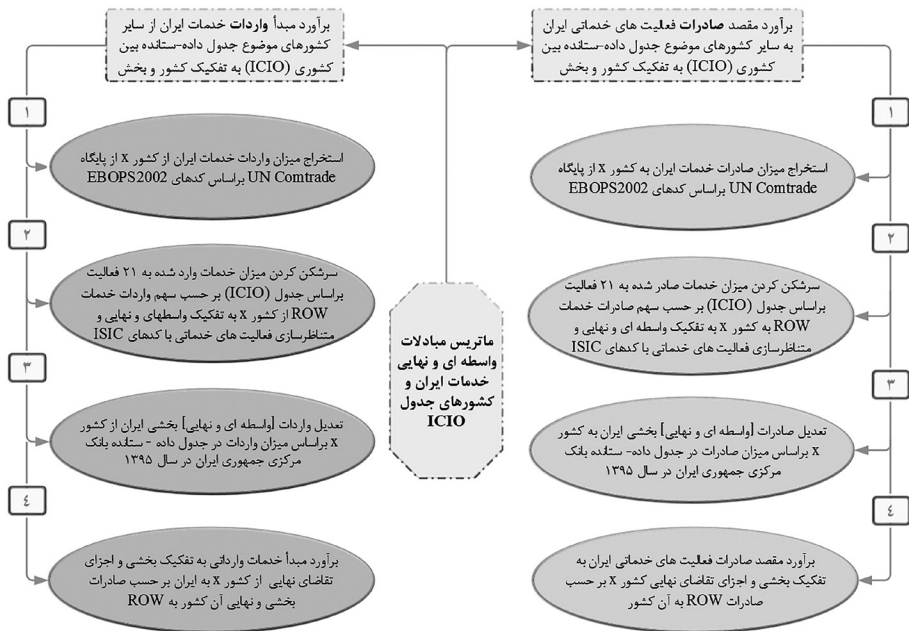 برآورد مقصد صادرات فعالیت های خدماتی ایران
به سایر کشورهای موضوع جدول داده-ستانده بین
کشوری (ICIO) به تفکیک کشور و بخش
۱
استخراج میزان صادرات خدمات ایران به کشور x از پایگاه
UN Comtrade براساس کدهای EBOPS2002
۲
سرشکن کردن میزان خدمات صادر شده به ۲۱ فعالیت
براساس جدول (ICIO) بر حسب سهم صادرات خدمات
ROW به کشور x به تفکیک واسطه ای و نهایی و
متناظرسازی فعالیت های خدماتی با کدهای ISIC
۳
تعدیل صادرات [واسطه ای و نهایی] بخشی ایران به کشور
x براساس میزان صادرات در جدول داده- ستانده بانک
مرکزی جمهوری ایران در سال ۱۳۹۵
٤
برآورد مقصد صادرات فعالیت های خدماتی ایران به
تفکیک بخشی و اجزای تقاضای نهایی کشور x بر حسب
صادرات ROW به آن کشور
ماتریس مبادلات
واسطه ای و نهایی
خدمات ایران و
کشورهای جدول
ICIO
برآورد مبدأ واردات خدمات ایران از سایر
کشورهای موضوع جدول داده-ستانده بین
کشوری (ICIO) به تفکیک کشور و بخش
۱
استخراج میزان واردات خدمات ایران از کشور x از پایگاه
UN Comtrade براساس کدهای EBOPS2002
۲
سرشکن کردن میزان خدمات وارد شده به ۲۱ فعالیت
براساس جدول (ICIO) بر حسب سهم واردات خدمات
ROW از کشور x به تفکیک واسطهای و نهایی و
متناظرسازی فعالیت های خدماتی با کدهای ISIC
۳
تعدیل واردات [واسطه ای و نهایی] بخشی ایران از کشور
x براساس میزان واردات در جدول داده - ستانده بانک
مرکزی جمهوری ایران در سال ۱۳۹۵
٤
برآورد مبدأ خدمات وارداتی به تفکیک بخشی و اجزای
تقاضای نهایی از کشور x به ایران بر حسب صادرات
بخشی و نهایی آن کشور به ROW